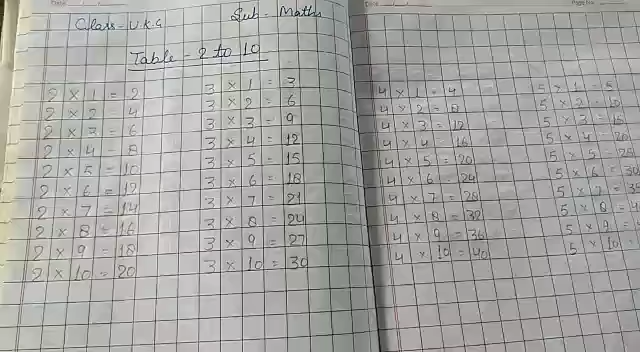 Class - U.K.G Sub - Maths
Table - 2 to 10
2 × 1 = 2
2 × 2 = 4
2 × 3 = 6
2 × 4 = 8
2 × 5 = 10
2 × 6 = 12
2 × 7 = 14
2 × 8 = 16
2 × 9 = 18
2 × 10 = 20
3 × 1 = 3
3 × 2 = 6
3 × 3 = 9
3 × 4 = 12
3 × 5 = 15
3 × 6 = 18
3 × 7 = 21
3 × 8 = 24
3 × 9 = 27
3 × 10 = 30
4 × 1 = 4
4 × 2 = 8
4 × 3 = 12
4 × 4 = 16
4 × 5 = 20
4 × 6 = 24
4 × 7 = 28
4 × 8 = 32
4 × 9 = 36
4 × 10 = 40
5 × 1 = 5
5 × 2 = 10
5 × 3 = 15
5 × 4 = 20
5 × 5 = 25
5 × 6 = 30
5 × 7 = 35
5 × 8 = 4
5 × 9 =
5 × 10 =